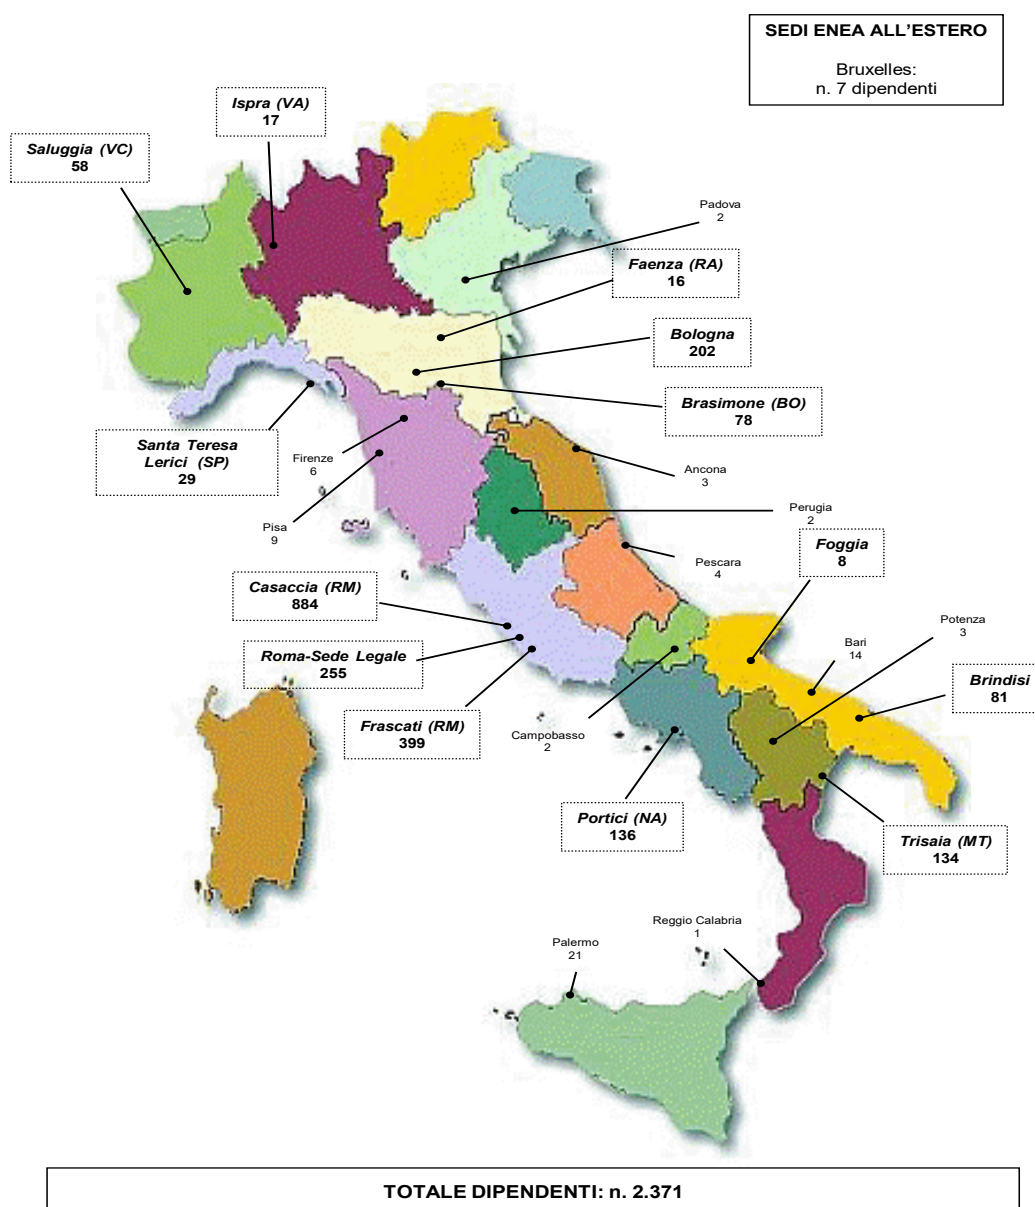 SEDI ENEA ALL'ESTERO
Bruxelles:
n. 7 dipendenti
Ispra (VA)
17
Saluggia (VC)
58
Padova
2
Faenza (RA)
16
Bologna
202
Brasimone (BO)
78
Santa Teresa
Lerici (SP)
29
Firenze
6
Ancona
3
Pisa
9
Perugia
2
Pescara
4
Foggia
8
Casaccia (RM)
884
Potenza
3
Bari
14
Roma-Sede Legale
255
Brindisi
81
Frascati (RM)
399
Campobasso
2
Portici (NA)
136
Trisaia (MT)
134
Reggio Calabria
1
Palermo
21
TOTALE DIPENDENTI: n. 2.371